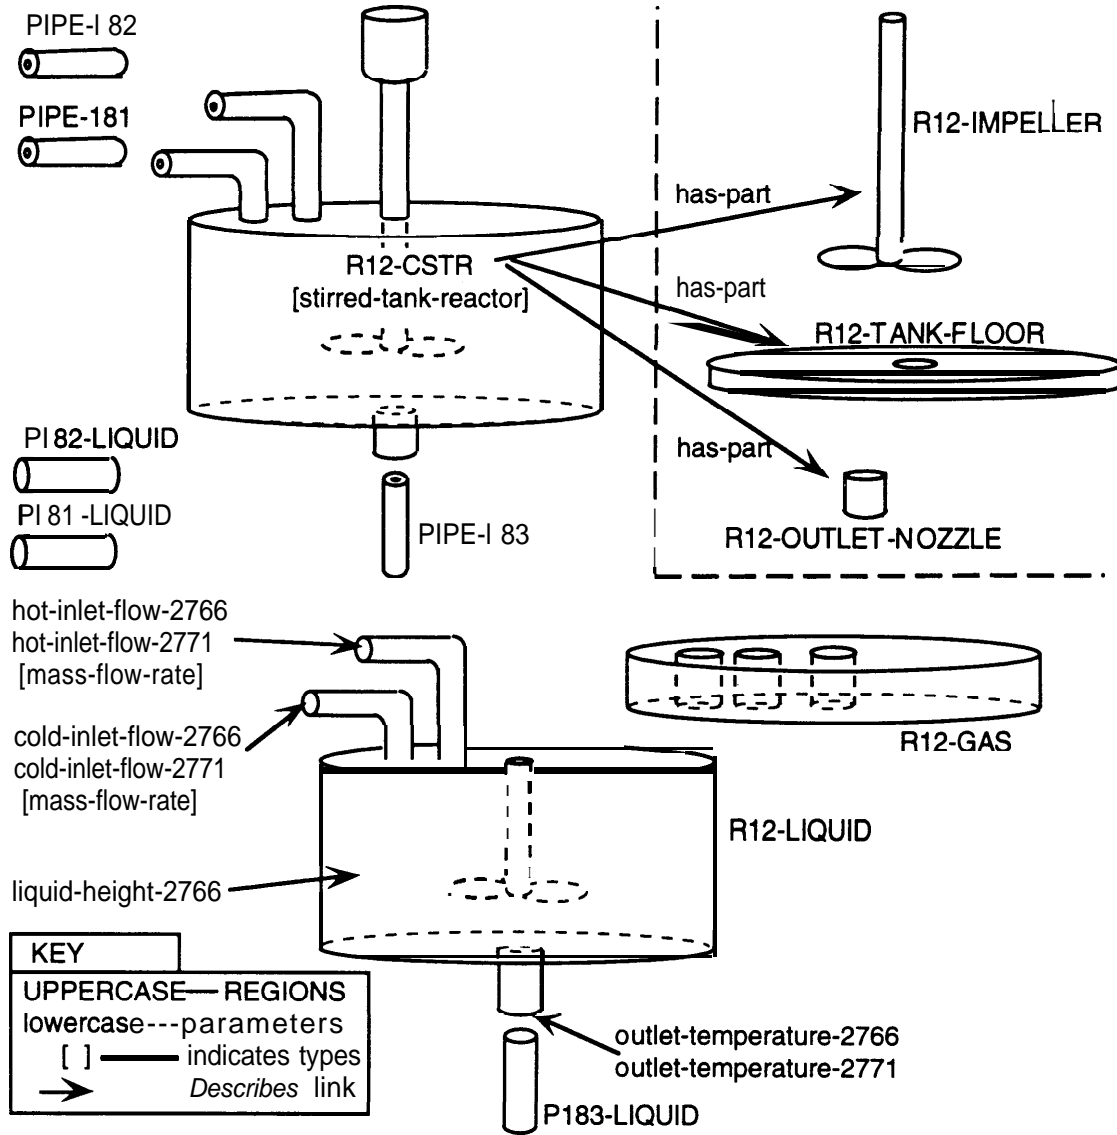 PIPE-I 82
PIPE-181
R12-IMPELLER
has-part
R12-CSTR
[stirred-tank-reactor]
has-part
R12-TANK-FLOOR
has-part
PI 82-LIQUID
PI 81 -LIQUID
PIPE-I 83
R12-OUTLET-NOZZLE
hot-inlet-flow-2766
hot-inlet-flow-2771
[mass-flow-rate]
cold-inlet-flow-2766
cold-inlet-flow-2771
[mass-flow-rate]
R12-GAS
R12-LIQUID
liquid-height-2766
KEY
UPPERCASE— REGIONS
lowercase---parameters
[ ] —— indicates types
Describes link
outlet-temperature-2766
outlet-temperature-2771
P183-LIQUID